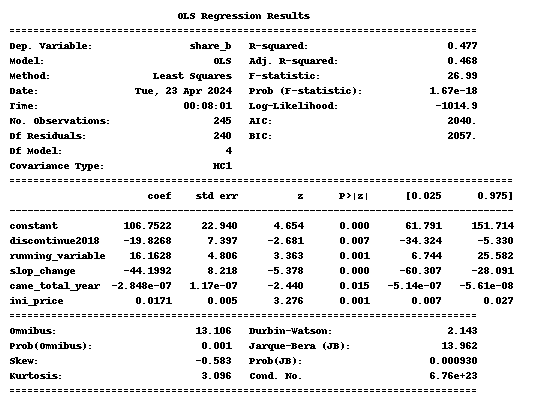 OLS Regression Results
==============================================================================
Dep. Variable: share_b R-squared: 0.477
Model: OLS Adj. R-squared: 0.468
Method: Least Squares F-statistic: 26.99
Date: Tue, 23 Apr 2024 Prob (F-statistic): 1.67e-18
Time: 00:08:01 Log-Likelihood: -1014.9
No. Observations: 245 AIC: 2040.
Df Residuals: 240 BIC: 2057.
Df Model: 4
Covariance Type: HC1
====================================================================================
coef std err z P>|z| [0.025 0.975]
------------------------------------------------------------------------------------
constant 106.7522 22.940 4.654 0.000 61.791 151.714
discontinue2018 -19.8268 7.397 -2.681 0.007 -34.324 -5.330
running_variable 16.1628 4.806 3.363 0.001 6.744 25.582
slop_change -44.1992 8.218 -5.378 0.000 -60.307 -28.091
came_total_year -2.848e-07 1.17e-07 -2.440 0.015 -5.14e-07 -5.61e-08
ini_price 0.0171 0.005 3.276 0.001 0.007 0.027
==============================================================================
Omnibus: 13.106 Durbin-Watson: 2.143
Prob(Omnibus): 0.001 Jarque-Bera (JB): 13.962
Skew: -0.583 Prob(JB): 0.000930
Kurtosis: 3.096 Cond. No. 6.76e+23
==============================================================================